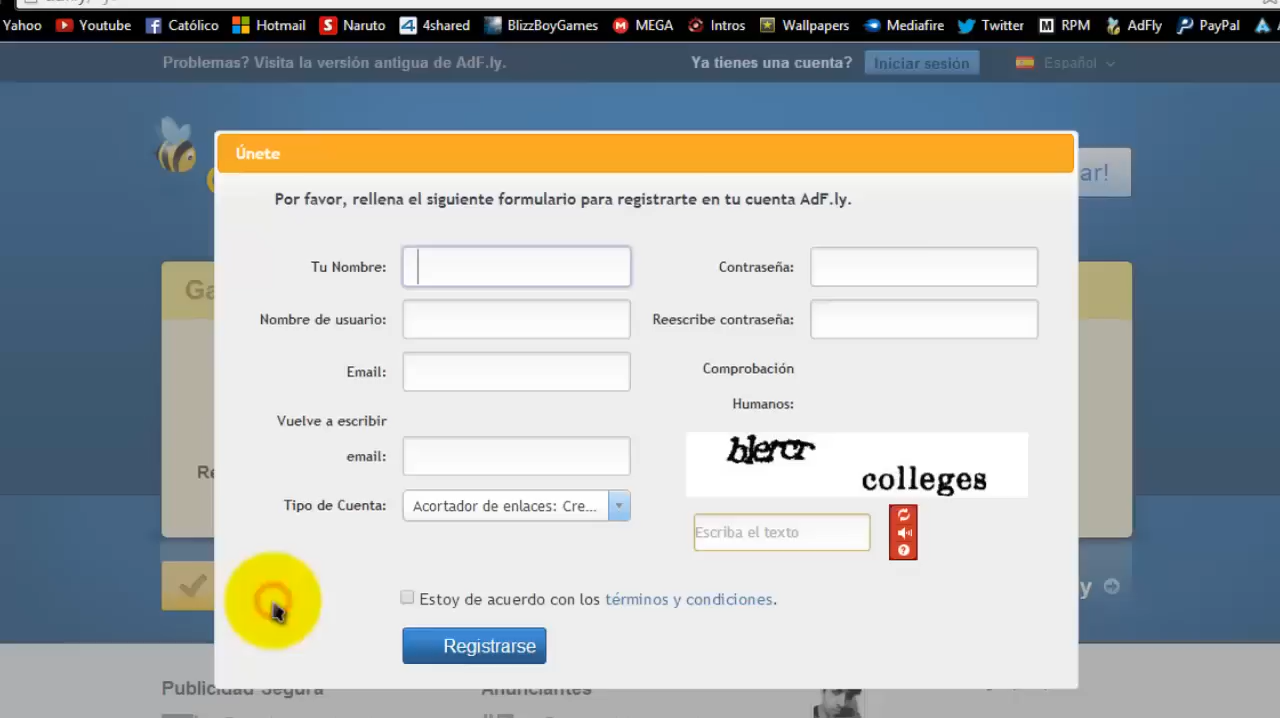 Yahoo Youtube Católico Hotmail Naruto 4shared BlizzBoyGames MEGA Intros Wallpapers Mediafire Twitter RPM AdFly PayPal
Problemas? Visita la versión antigua de AdF.ly. Ya tienes una cuenta? Iniciar sesión Español
Únete
ar!
Por favor, rellena el siguiente formulario para registrarte en tu cuenta AdF.ly.
Tu Nombre: Contraseña:
Ga
Nombre de usuario: Reescribe contraseña:
Email: Comprobación
Humanos:
Vuelve a escribir
email:
colleges
Re
Tipo de Cuenta: Acortador de enlaces: Cre...
Escriba el texto
y
Estoy de acuerdo con los términos y condiciones.
Registrarse
Publicidad Segura Anunciantes